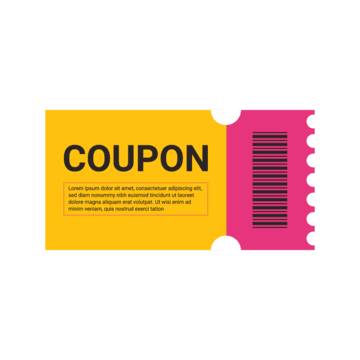 COUPON
Lorem ipsum dolor sit amet, consectetuer adipiscing elit,
sed diam nonummy nibh euismod tincidunt ut laoreet
dolore magna aliquam erat volutpat. Ut wisi enim ad
minim veniam, quis nostrud exerci tation